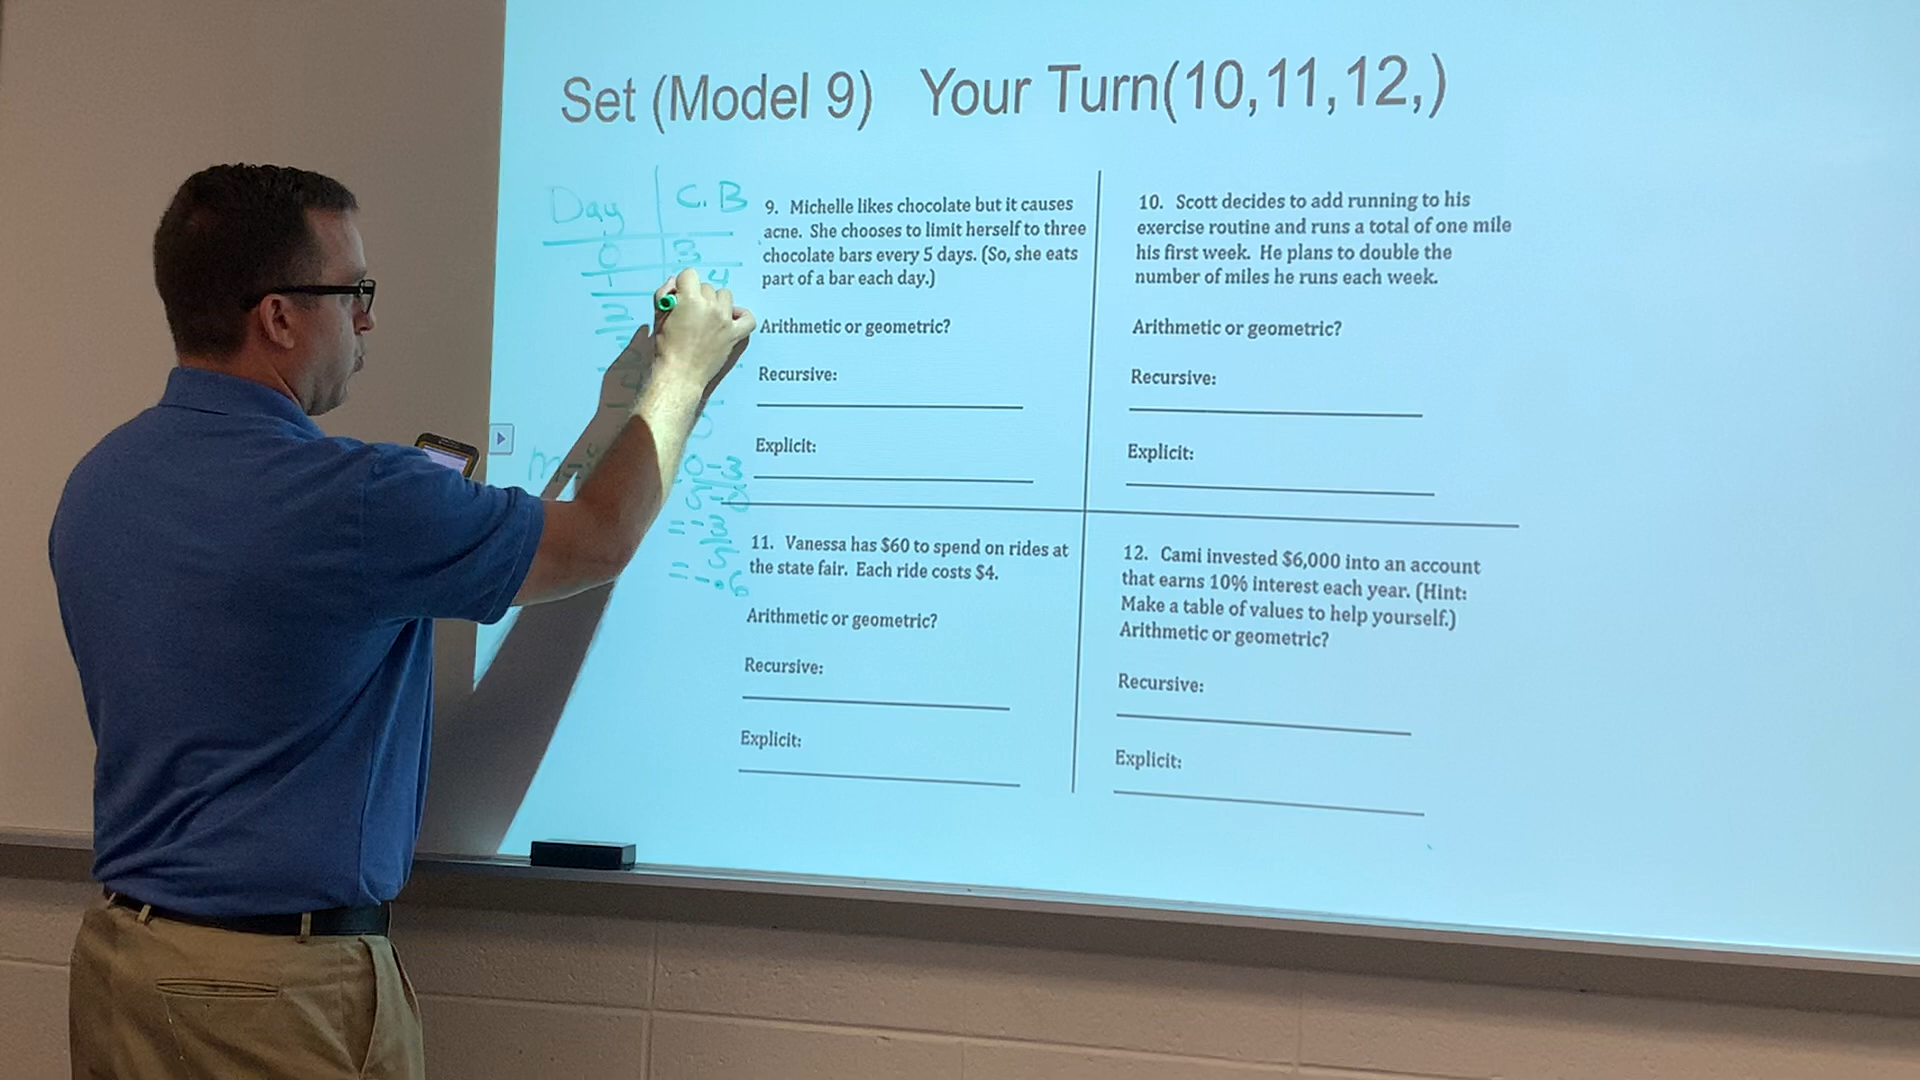 Set (Model 9) Your Turn(10,11,12,)
Day C. B
0 3
9. Michelle likes chocolate but it causes
acne. She chooses to limit herself to three
chocolate bars every 5 days. (So, she eats
part of a bar each day.)
Arithmetic or geometric?
Recursive:
Explicit:
10. Scott decides to add running to his
exercise routine and runs a total of one mile
his first week. He plans to double the
number of miles he runs each week.
Arithmetic or geometric?
Recursive:
Explicit:
11. Vanessa has $60 to spend on rides at
the state fair. Each ride costs $4.
Arithmetic or geometric?
Recursive:
Explicit:
12. Cami invested $6,000 into an account
that earns 10% interest each year. (Hint:
Make a table of values to help yourself.)
Arithmetic or geometric?
Recursive:
Explicit: